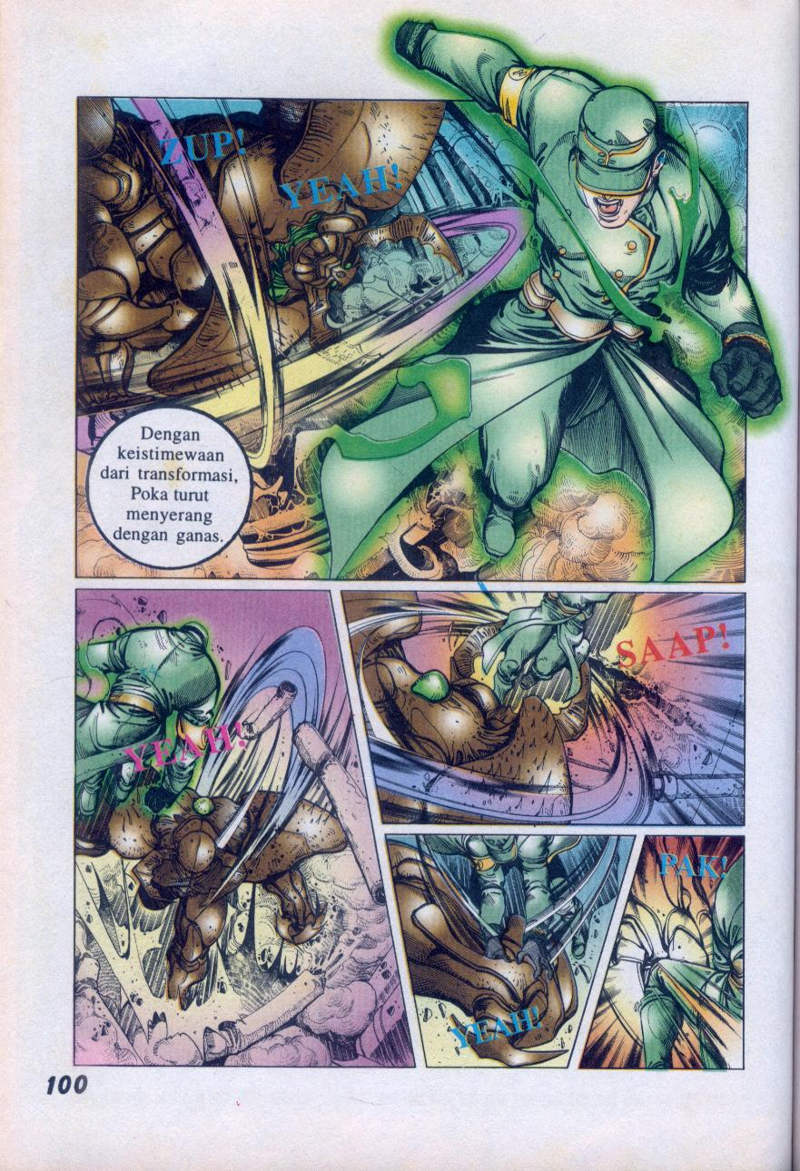 ZUP!
YEAH!
Dengan
keistimewaan
dari transformasi,
Poka turut
menyerang
dengan ganas.
YEAH!
SAAP!
YEAH!
PAK!
100